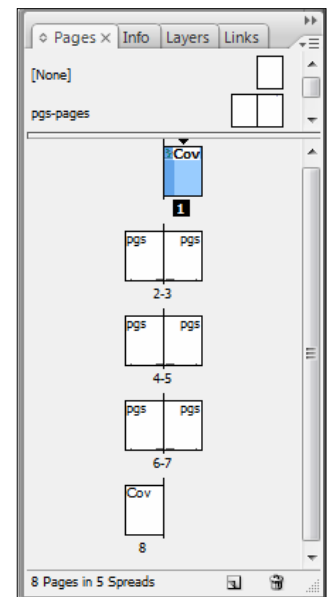 Pages Info Layers Links
[None]
pgs-pages
Cov
1
pgs pgs
2-3
pgs pgs
4-5
pgs pgs
6-7
Cov
8
8 Pages in 5 Spreads